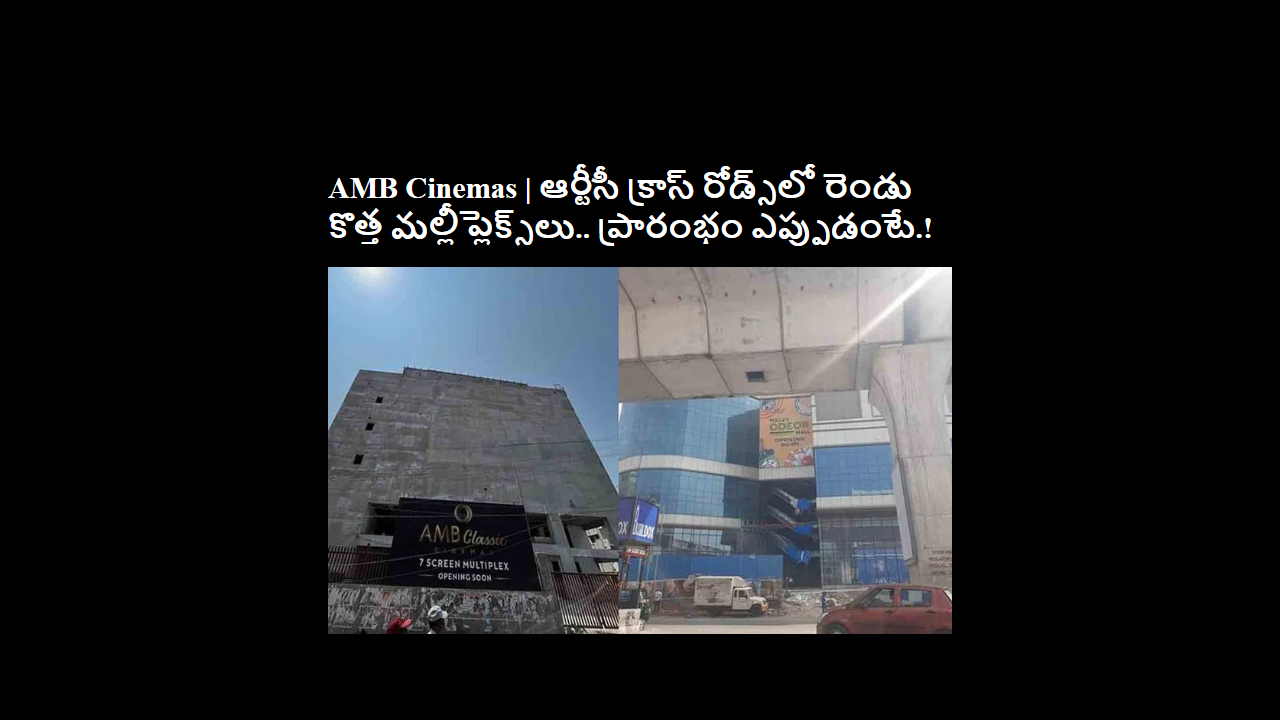 AMB Cinemas | ఆర్టీసీ క్రాస్ రోడ్స్‌లో రెండు
కొత్త మల్లీప్లెక్స్‌లు.. ప్రారంభం ఎప్పుడంటే.!
AMB Classic
CINEMAS
7 SCREEN MULTIPLEX
OPENING SOON
ODEON
MALL
OPENING
SOON